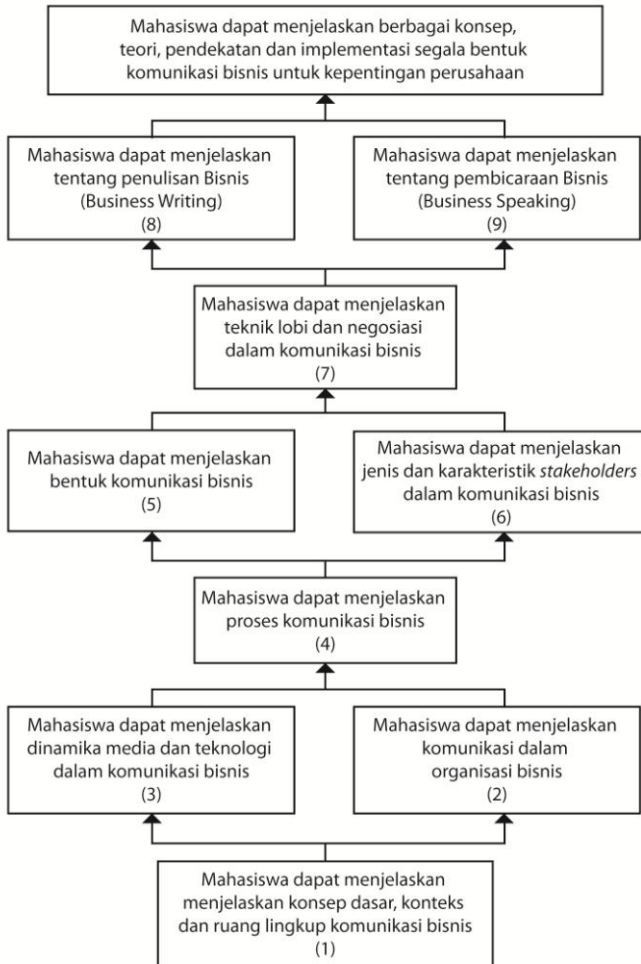 Mahasiswa dapat menjelaskan berbagai konsep,
teori, pendekatan dan implementasi segala bentuk
komunikasi bisnis untuk kepentingan perusahaan
Mahasiswa dapat menjelaskan
tentang penulisan Bisnis
(Business Writing)
(8)
Mahasiswa dapat menjelaskan
tentang pembicaraan Bisnis
(Business Speaking)
(9)
Mahasiswa dapat menjelaskan
teknik lobi dan negosiasi
dalam komunikasi bisnis
(7)
Mahasiswa dapat menjelaskan
bentuk komunikasi bisnis
(5)
Mahasiswa dapat menjelaskan
jenis dan karakteristik stakeholders
dalam komunikasi bisnis
(6)
Mahasiswa dapat menjelaskan
proses komunikasi bisnis
(4)
Mahasiswa dapat menjelaskan
dinamika media dan teknologi
dalam komunikasi bisnis
(3)
Mahasiswa dapat menjelaskan
komunikasi dalam
organisasi bisnis
(2)
Mahasiswa dapat menjelaskan
menjelaskan konsep dasar, konteks
dan ruang lingkup komunikasi bisnis
(1)